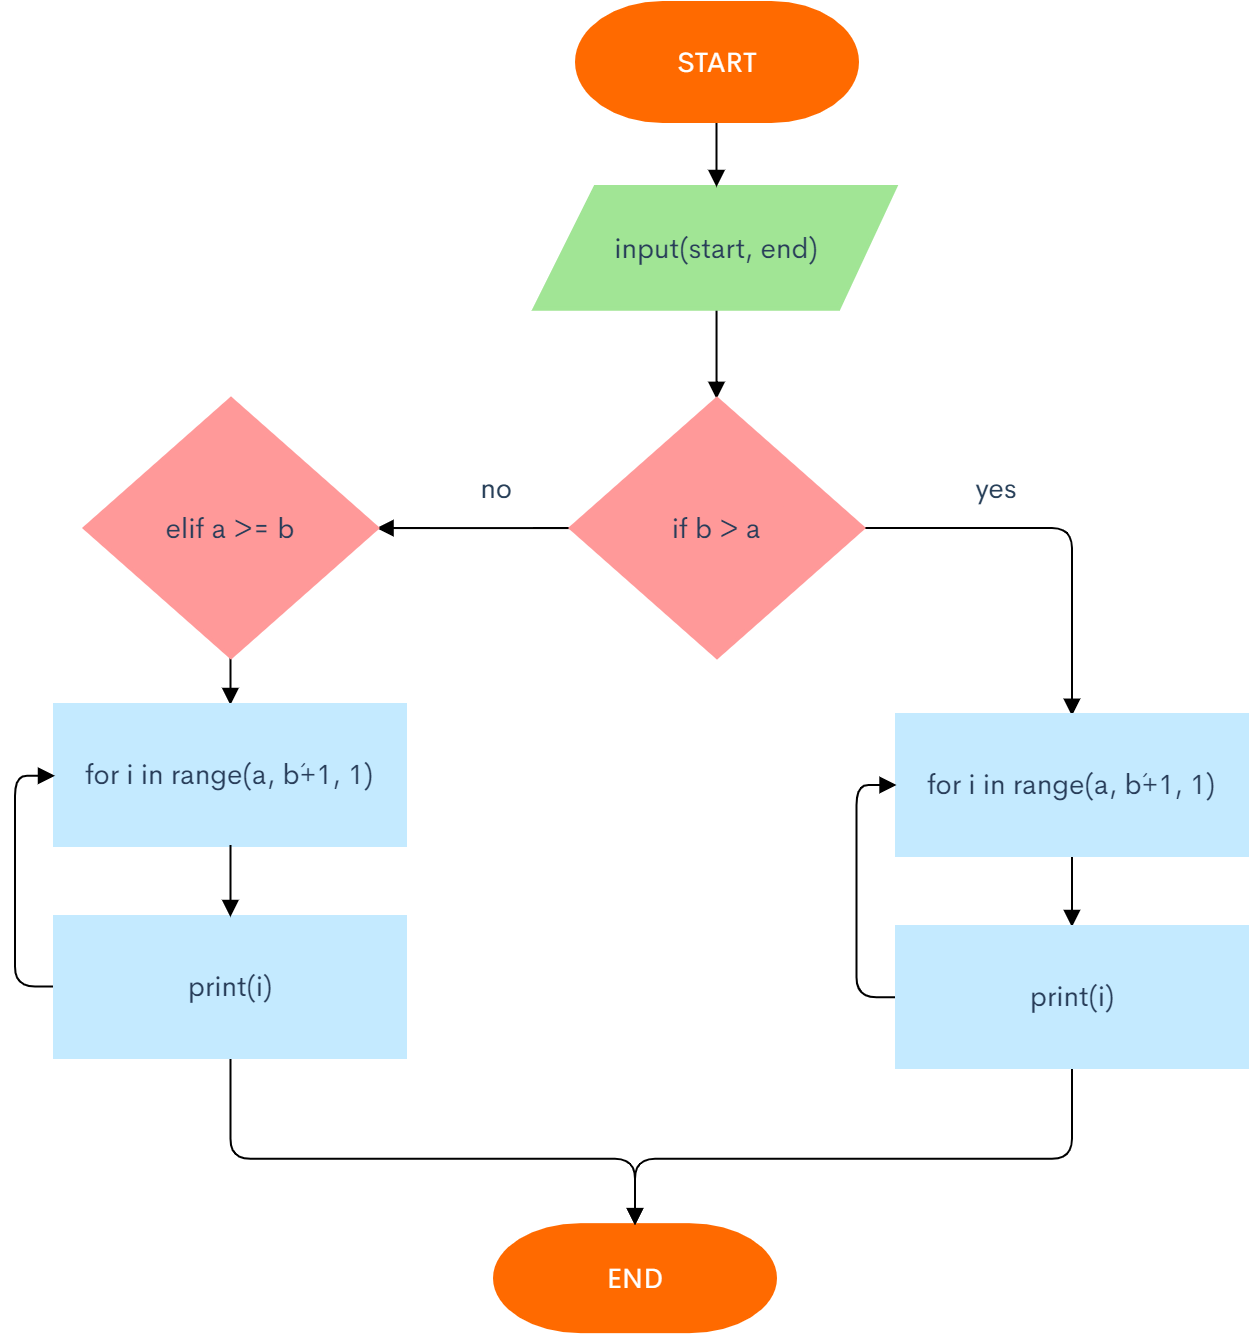 START
input(start, end)
no
yes
elif a >= b
if b > a
for i in range(a, b´+1, 1)
for i in range(a, b´+1, 1)
print(i)
print(i)
END